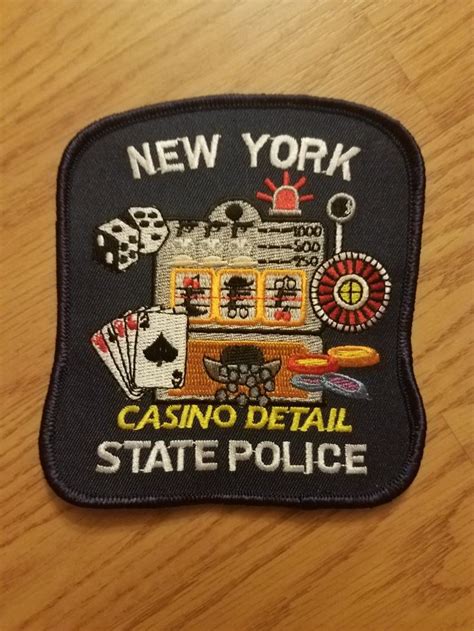 NEW YORK
1000
500
250
CASINO DETAIL
STATE POLICE